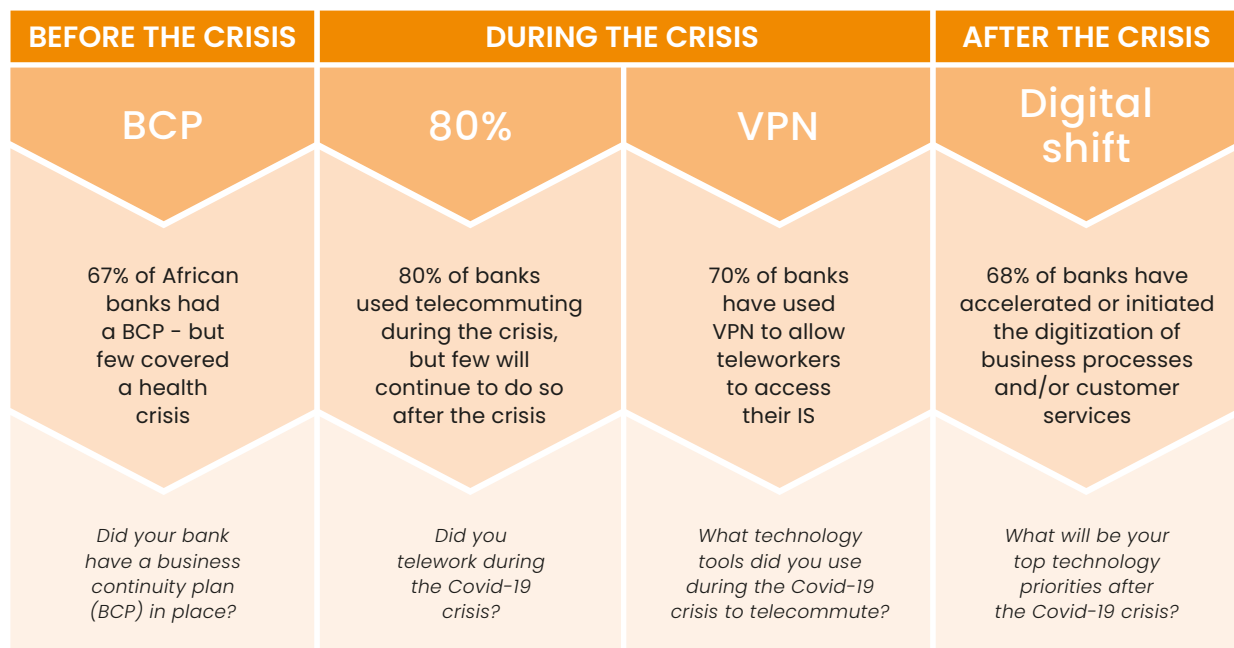 BEFORE THE CRISIS
DURING THE CRISIS
AFTER THE CRISIS
BCP
80%
VPN
Digital
shift
67% of African
banks had
a BCP - but
few covered
a health
crisis
80% of banks
used telecommuting
during the crisis,
but few will
continue to do so
after the crisis
70% of banks
have used
VPN to allow
teleworkers
to access
their IS
68% of banks have
accelerated or initiated
the digitization of
business processes
and/or customer
services
Did your bank
have a business
continuity plan
(BCP) in place?
Did you
telework during
the Covid-19
crisis?
What technology
tools did you use
during the Covid-19
crisis to telecommute?
What will be your
top technology
priorities after
the Covid-19 crisis?